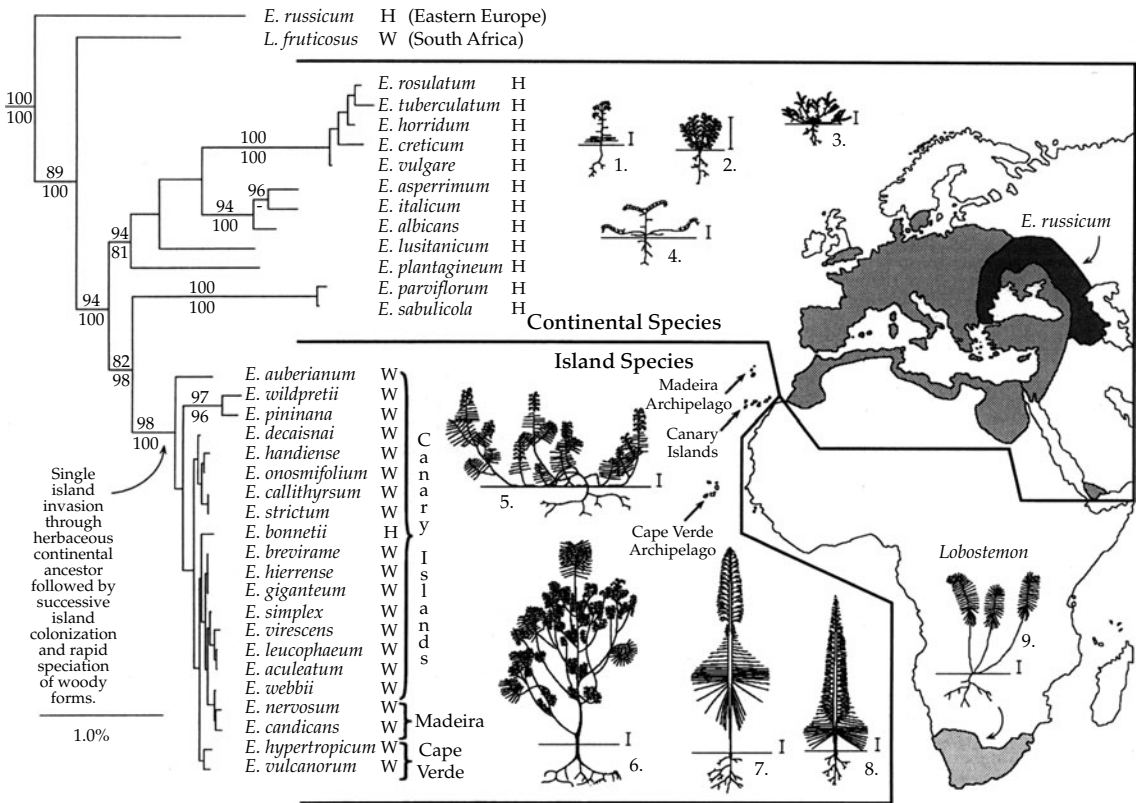 E. russicum H (Eastern Europe)
L. fruticosus W (South Africa)
E. rosulatum H
E. tuberculatum H
E. horridum H
E. creticum H
E. vulgare H
E. asperrimum H
E. italicum H
E. albicans H
E. lusitanicum H
E. plantagineum H
E. parviflorum H
E. sabulicola H
100
100
89
100
94
100
94
81
100
100
94
100
96
-
100
100
82
98
98
100
97
96
Continental Species
Island Species
E. auberianum W
E. wildpretii W
E. pininana W
E. decaisnai W
E. handiense W
E. onosmifolium W
E. callithyrsum W
E. strictum W
E. bonnetii H
E. brevirame W
E. hierrense W
E. giganteum W
E. simplex W
E. virescens W
E. leucophaeum W
E. aculeatum W
E. webbii W
E. nervosum W
E. candicans W
E. hypertropicum W
E. vulcanorum W
Canary Islands
Madeira
Cape
Verde
Single
island
invasion
through
herbaceous
continental
ancestor
followed by
successive
island
colonization
and rapid
speciation
of woody
forms.
1.0%
I
1.
I
2.
I
3.
I
4.
I
5.
I
6.
I
7.
I
8.
I
9.
E. russicum
Madeira
Archipelago
Canary
Islands
Cape Verde
Archipelago
Lobostemon